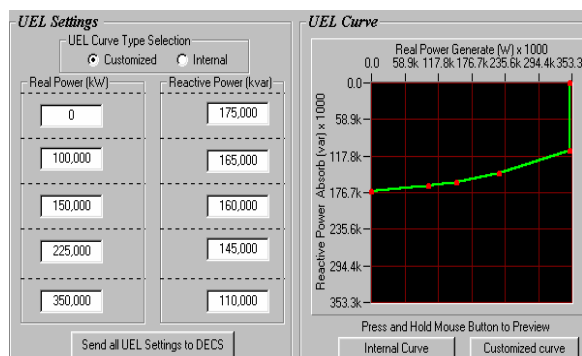 UEL Settings
UEL Curve Type Selection
Customized Internal
Real Power (kW) Reactive Power (kvar)
0 175,000
100,000 165,000
150,000 160,000
225,000 145,000
350,000 110,000
Send all UEL Settings to DECS
UEL Curve
Real Power Generate (W) x 1000
0.0 58.9k 117.8k 176.7k 235.6k 294.4k 353.3
Reactive Power Absorb (var) x 1000
0.0
58.9k
117.8k
176.7k
235.6k
294.4k
353.3k
Press and Hold Mouse Button to Preview
Internal Curve Customized curve